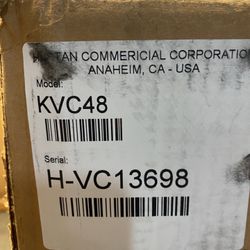 COMMERICIAL CORPORATION
ANAHEIM, CA - USA
Model:
KVC48
Serial:
H-VC13698